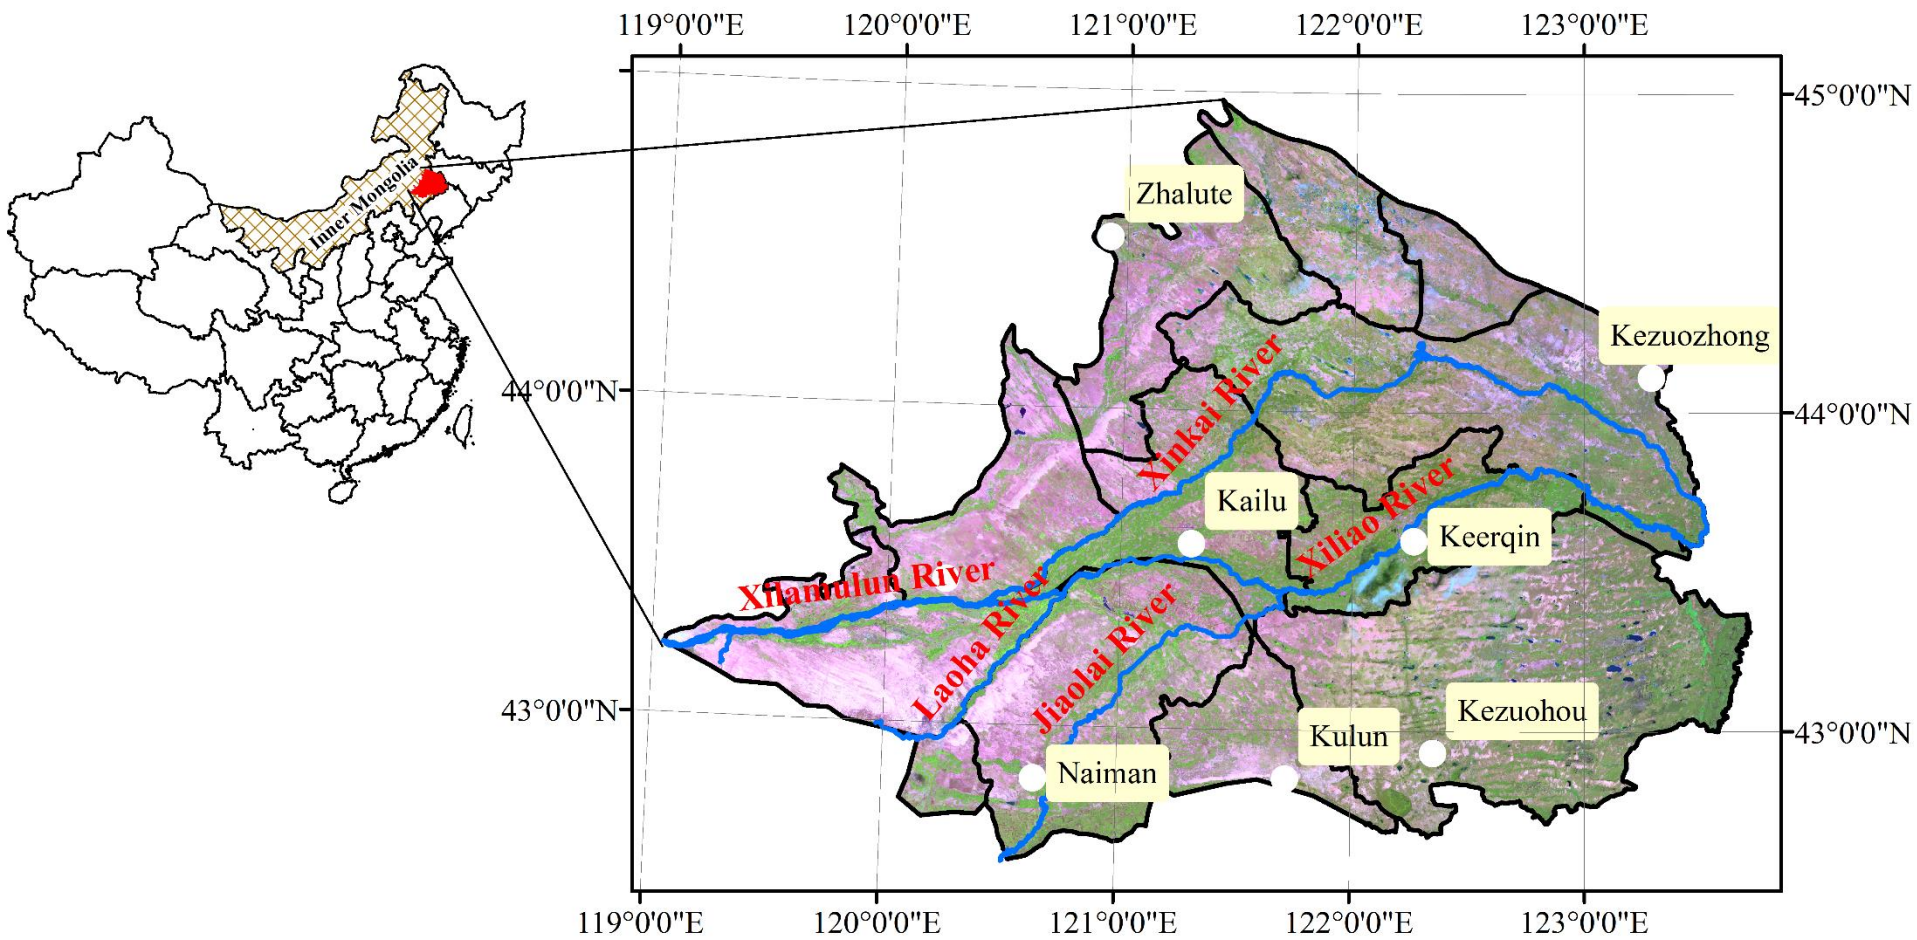 119°0'0"E
120°0'0"E
121°0'0"E
122°0'0"E
123°0'0"E
45°0'0"N
Inner Mongolia
Zhalute
Kezuozhong
44°0'0"N
44°0'0"N
Xinkai River
Kailu
Xiliao River
Keerqin
Xilamulun River
Laoha River
Jiaolai River
43°0'0"N
43°0'0"N
Kezuohou
Kulun
Naiman
119°0'0"E
120°0'0"E
121°0'0"E
122°0'0"E
123°0'0"E